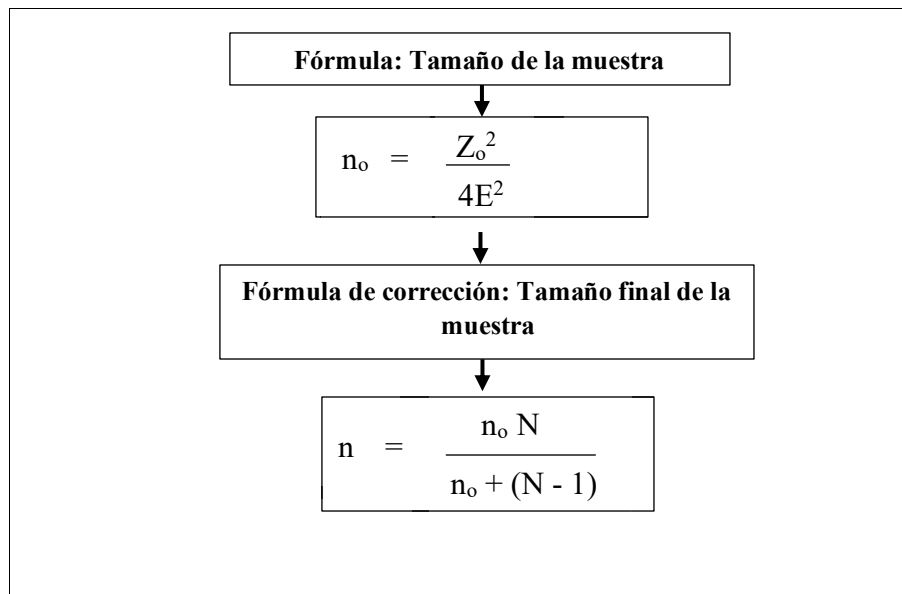 Fórmula: Tamaño de la muestra
nₒ = Zₒ²
4E²
Fórmula de corrección: Tamaño final de la
muestra
n = nₒ N
nₒ + (N - 1)